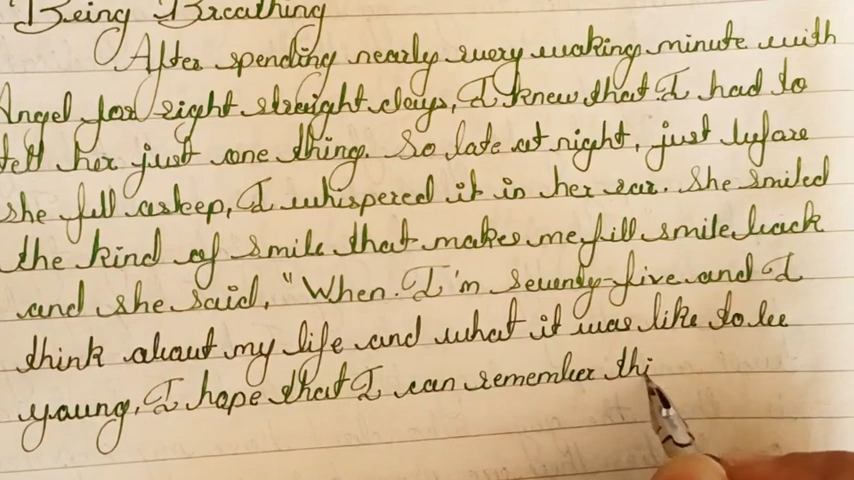 Being Breathing
After spending nearly every waking minute with
Angel for eight straight days, I knew that I had to
tell her just one thing. So late at night, just before
she fell asleep, I whispered it in her ear. She smiled
the kind of smile that makes me fill smile back
and she said, "When I'm seventy-five and I
think about my life and what it was like to be
young, I hope that I can remember thi